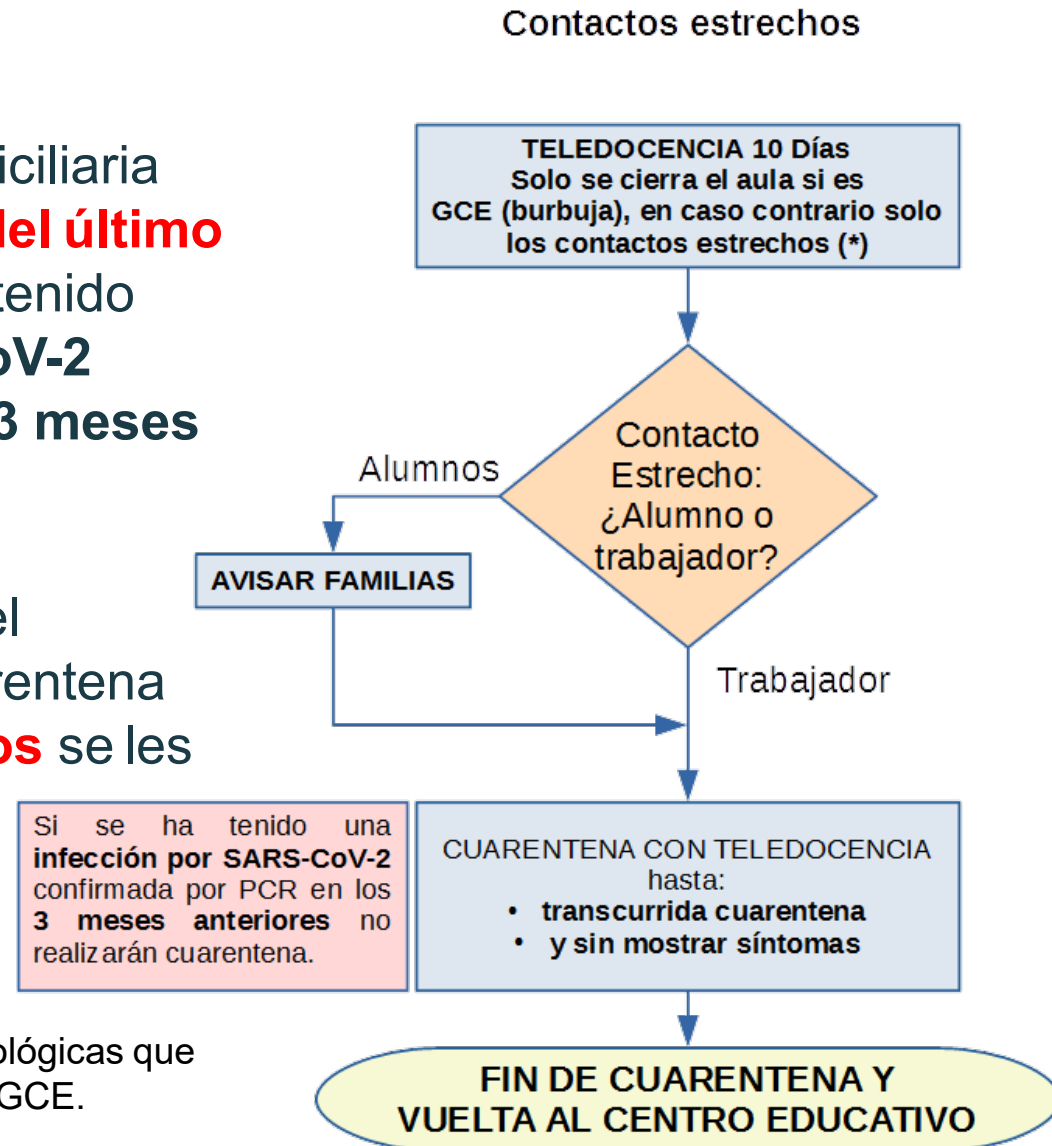 Contactos estrechos
TELEDOCENCIA 10 Días
Solo se cierra el aula si es
GCE (burbuja), en caso contrario solo
los contactos estrechos (*)
iciliaria
del último
tenido
oV-2
3 meses
Contacto
Estrecho:
¿Alumno o
trabajador?
Alumnos
AVISAR FAMILIAS
el
rentena
os se les
Trabajador
Si se ha tenido una
infección por SARS-CoV-2
confirmada por PCR en los
3 meses anteriores no
realizarán cuarentena.
CUARENTENA CON TELEDOCENCIA
hasta:
• transcurrida cuarentena
• y sin mostrar síntomas
ológicas que
GCE.
FIN DE CUARENTENA Y
VUELTA AL CENTRO EDUCATIVO